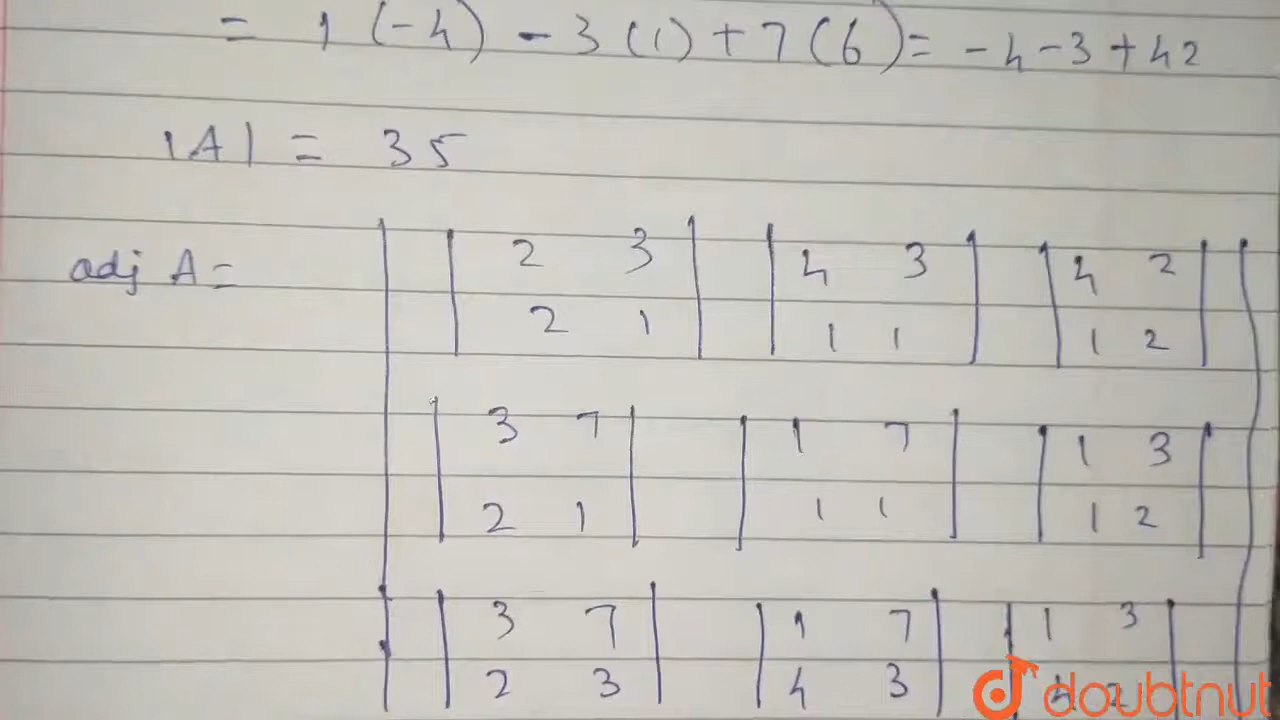 = 1 (-4) - 3 (1) + 7 (6) = -4 -3 + 42
|A| = 35
adj A = | | 2 3 | | 4 3 | | 4 2 | |
| 2 1 | | 1 1 | | 1 2 |
| 3 7 | | 1 7 | | 1 3 |
| 2 1 | | 1 1 | | 1 2 |
| 3 7 | | 1 7 | | 1 3 |
| 2 3 | | 4 3 | | 4 2 |
doubtnut